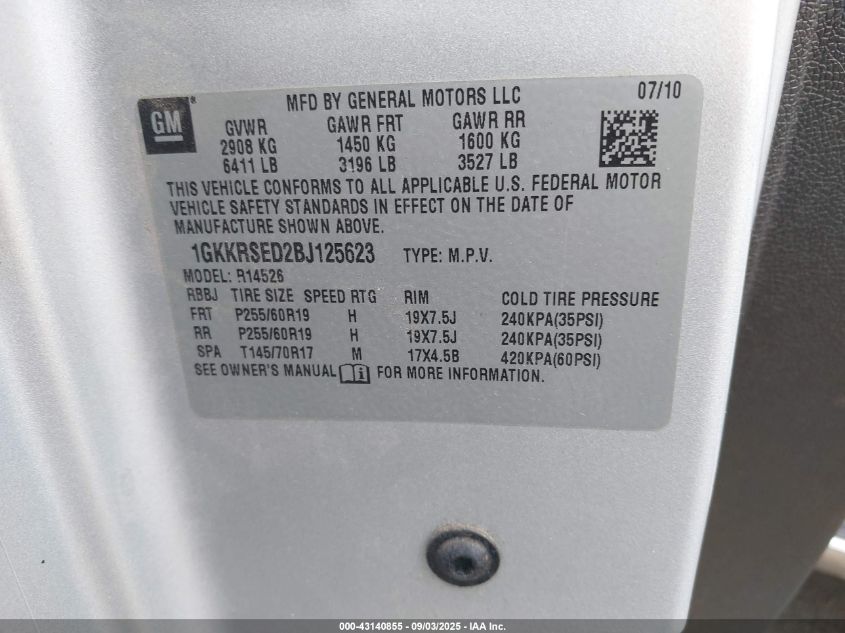 GM®
MFD BY GENERAL MOTORS LLC 07/10
GVWR GAWR FRT GAWR RR
2908 KG 1450 KG 1600 KG
6411 LB 3196 LB 3527 LB
THIS VEHICLE CONFORMS TO ALL APPLICABLE U.S. FEDERAL MOTOR
VEHICLE SAFETY STANDARDS IN EFFECT ON THE DATE OF
MANUFACTURE SHOWN ABOVE.
1GKKRSED2BJ125623 TYPE: M.P.V.
MODEL: R14526
RBBJ TIRE SIZE SPEED RTG RIM COLD TIRE PRESSURE
FRT P255/60R19 H 19X7.5J 240KPA(35PSI)
RR P255/60R19 H 19X7.5J 240KPA(35PSI)
SPA T145/70R17 M 17X4.5B 420KPA(60PSI)
SEE OWNER'S MANUAL FOR MORE INFORMATION.
000-43140855 - 09/03/2025 - IAA Inc.